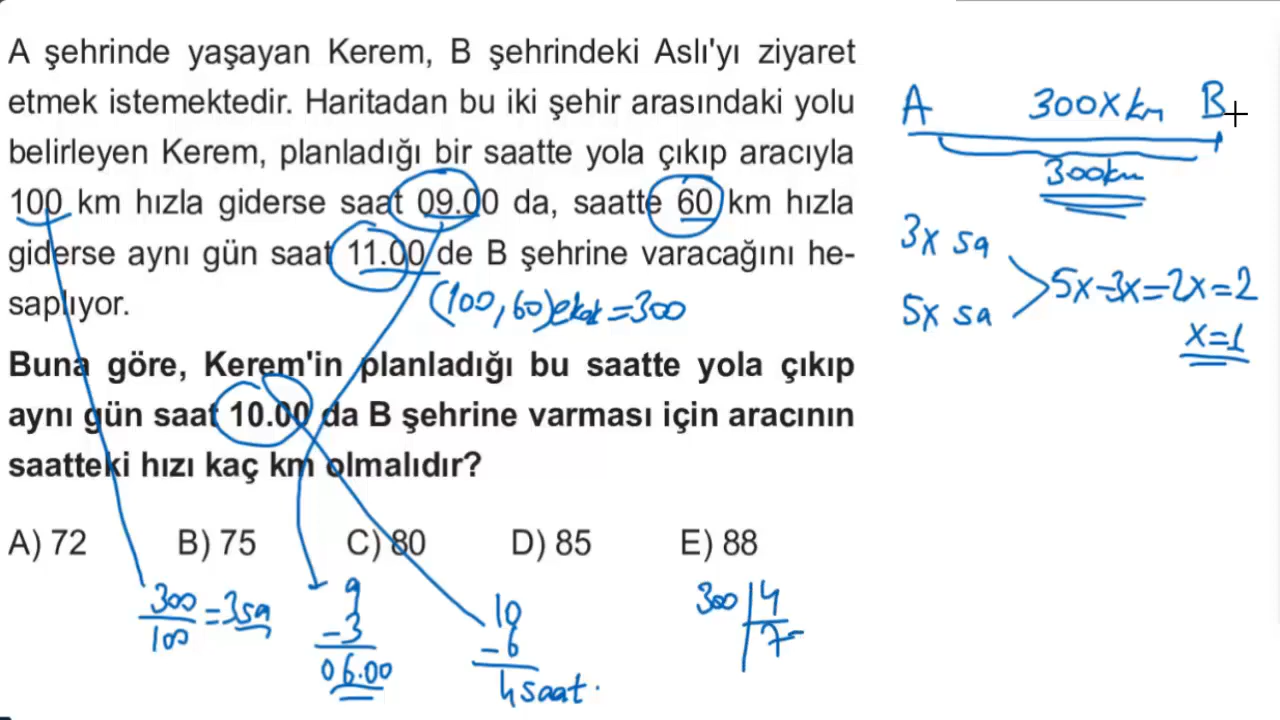 A şehrinde yaşayan Kerem, B şehrindeki Aslı'yı ziyaret
etmek istemektedir. Haritadan bu iki şehir arasındaki yolu
belirleyen Kerem, planladığı bir saatte yola çıkıp aracıyla
100 km hızla giderse saat 09.00 da, saatte 60 km hızla
giderse aynı gün saat 11.00 de B şehrine varacağını he-
saplıyor.
(100, 60)ekok = 300
Buna göre, Kerem'in planladığı bu saatte yola çıkıp
aynı gün saat 10.00 da B şehrine varması için aracının
saatteki hızı kaç km olmalıdır?
A) 72 B) 75 C) 80 D) 85 E) 88
300
100
= 3 sa
9
-3
06.00
10
-6
4 saat.
300 4
75
A 300x km B
300km
3x sa
5x sa
5x-3x=2x=2
x=1